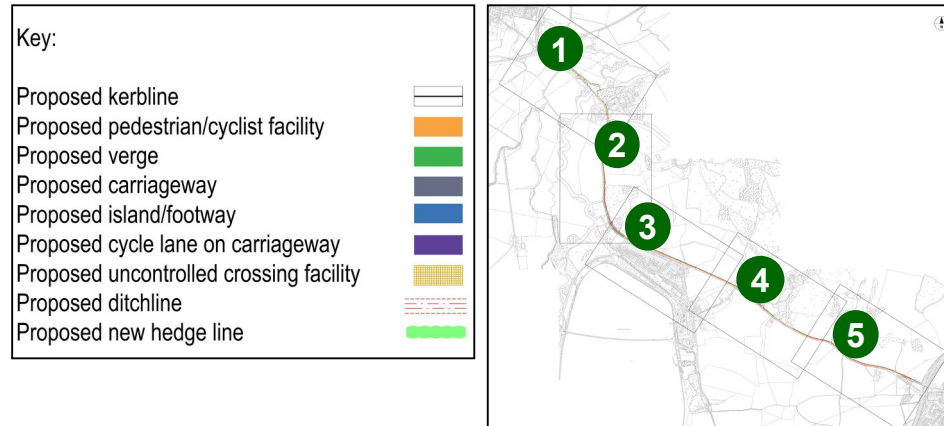 Key:
Proposed kerbline
Proposed pedestrian/cyclist facility
Proposed verge
Proposed carriageway
Proposed island/footway
Proposed cycle lane on carriageway
Proposed uncontrolled crossing facility
Proposed ditchline
Proposed new hedge line
1
2
3
4
5